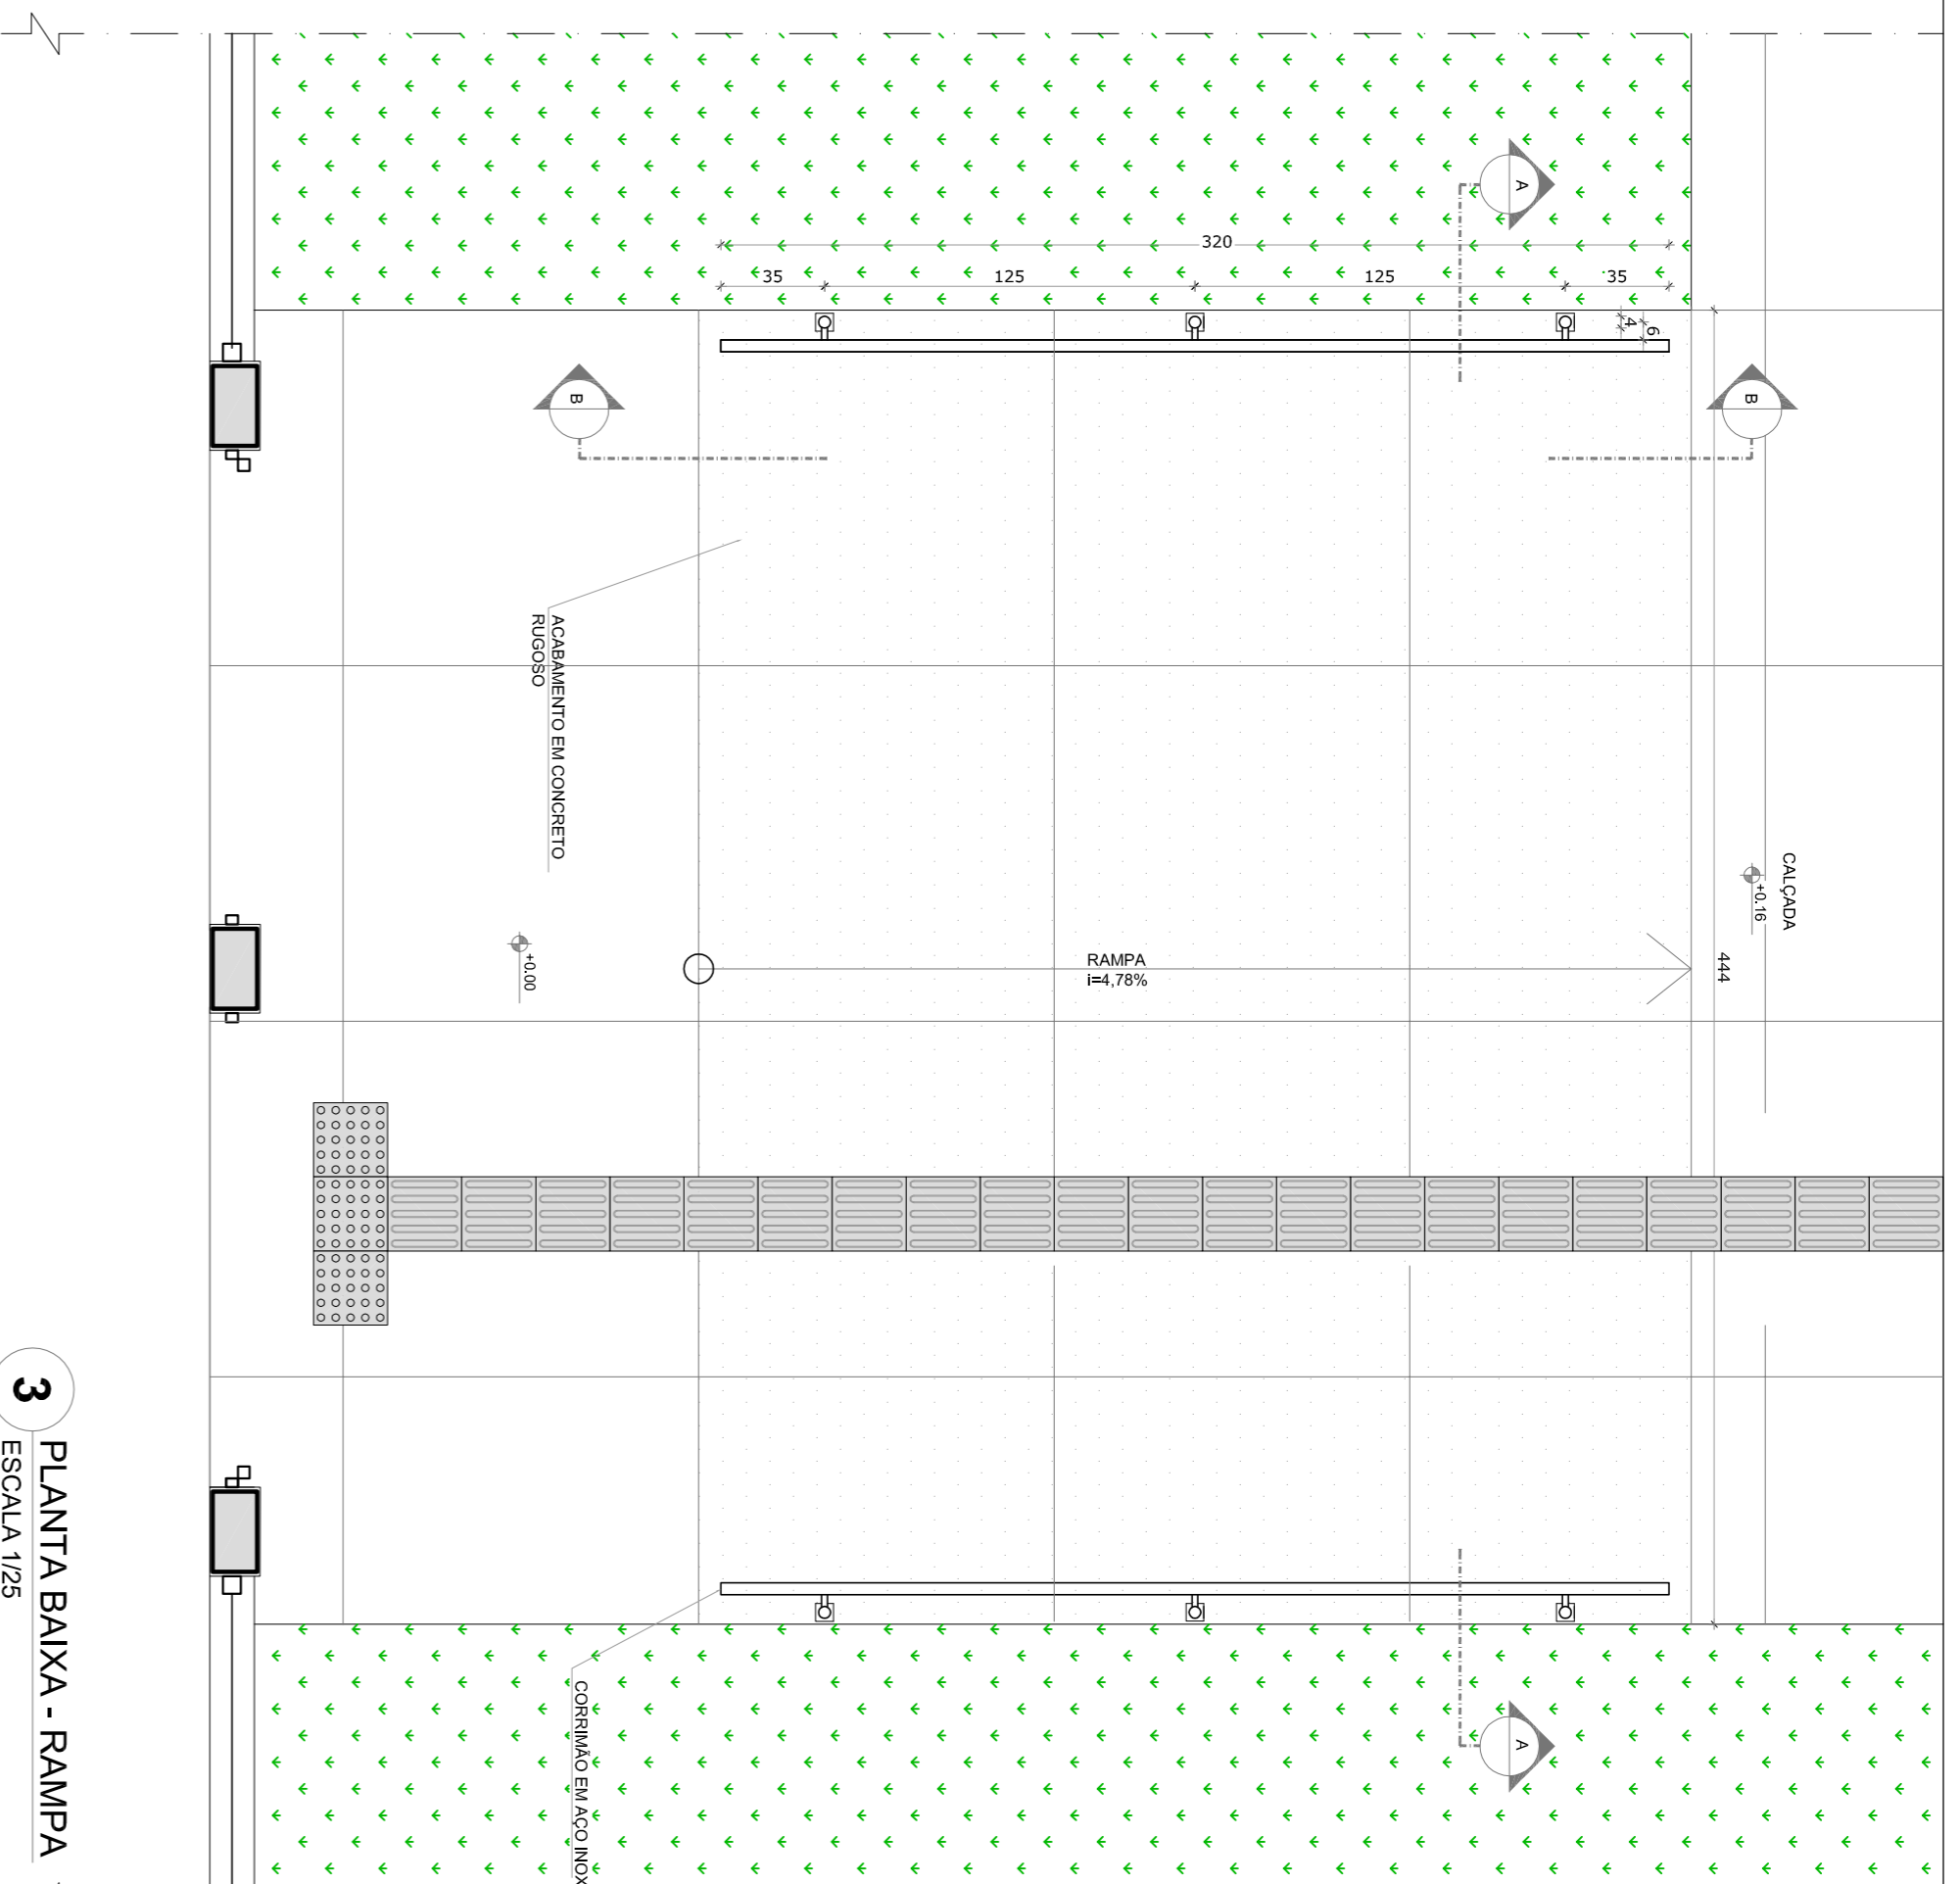 A
320
35
125
125
35
4
6
B
B
ACABAMENTO EM CONCRETO
RUGOSO
CALÇADA
+0.16
+0.00
RAMPA
i=4,78%
444
A
CORRIMÃO EM AÇO INOX
3
PLANTA BAIXA - RAMPA
ESCALA 1/25